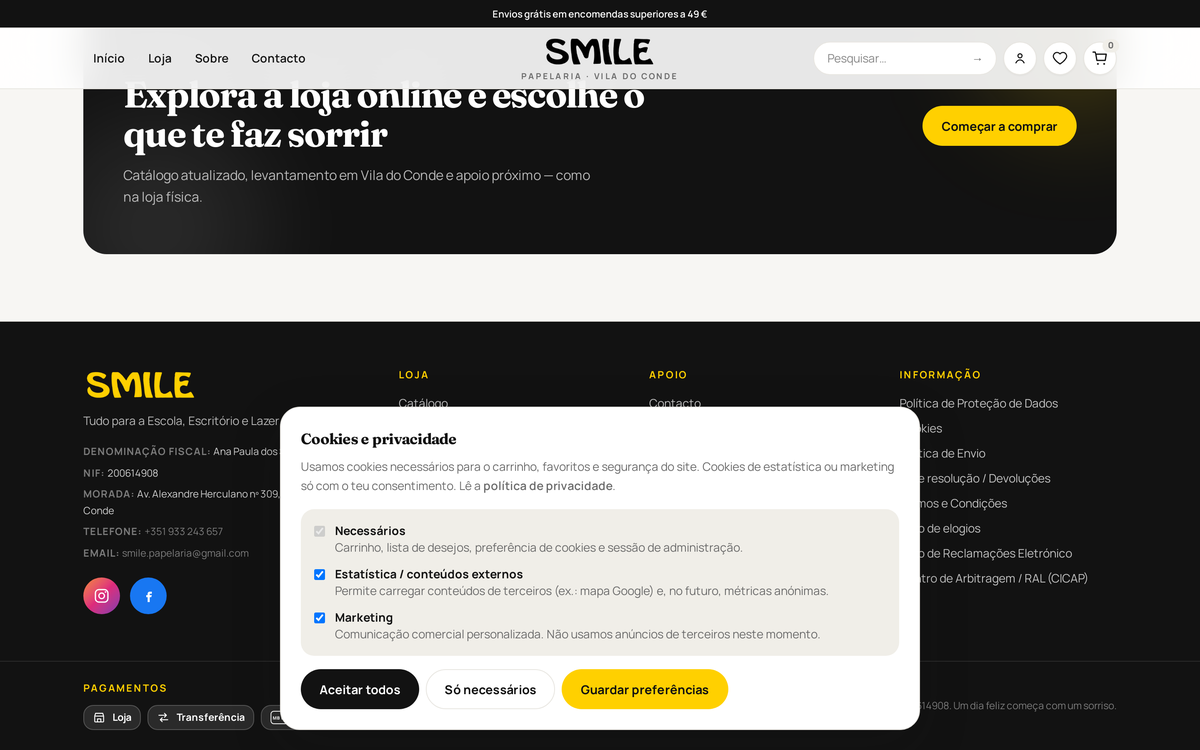 Envios grátis em encomendas superiores a 49 €
Início
Loja
Sobre
Contacto
SMILE
PAPELARIA · VILA DO CONDE
Pesquisar...
→
0
Explora a loja online e escolhe o
que te faz sorrir
Catálogo atualizado, levantamento em Vila do Conde e apoio próximo — como
na loja física.
Começar a comprar
SMILE
Tudo para a Escola, Escritório e Lazer
DENOMINAÇÃO FISCAL: Ana Paula dos
NIF: 200614908
MORADA: Av. Alexandre Herculano nº 309,
Conde
TELEFONE: +351 933 243 657
EMAIL: smile.papelaria@gmail.com
LOJA
Catálogo
APOIO
Contacto
INFORMAÇÃO
Política de Proteção de Dados
kies
tica de Envio
e resolução / Devoluções
mos e Condições
o de elogios
o de Reclamações Eletrónico
tro de Arbitragem / RAL (CICAP)
Cookies e privacidade
Usamos cookies necessários para o carrinho, favoritos e segurança do site. Cookies de estatística ou marketing
só com o teu consentimento. Lê a política de privacidade.
Necessários
Carrinho, lista de desejos, preferência de cookies e sessão de administração.
Estatística / conteúdos externos
Permite carregar conteúdos de terceiros (ex.: mapa Google) e, no futuro, métricas anónimas.
Marketing
Comunicação comercial personalizada. Não usamos anúncios de terceiros neste momento.
Aceitar todos
Só necessários
Guardar preferências
PAGAMENTOS
Loja
Transferência
14908. Um dia feliz começa com um sorriso.